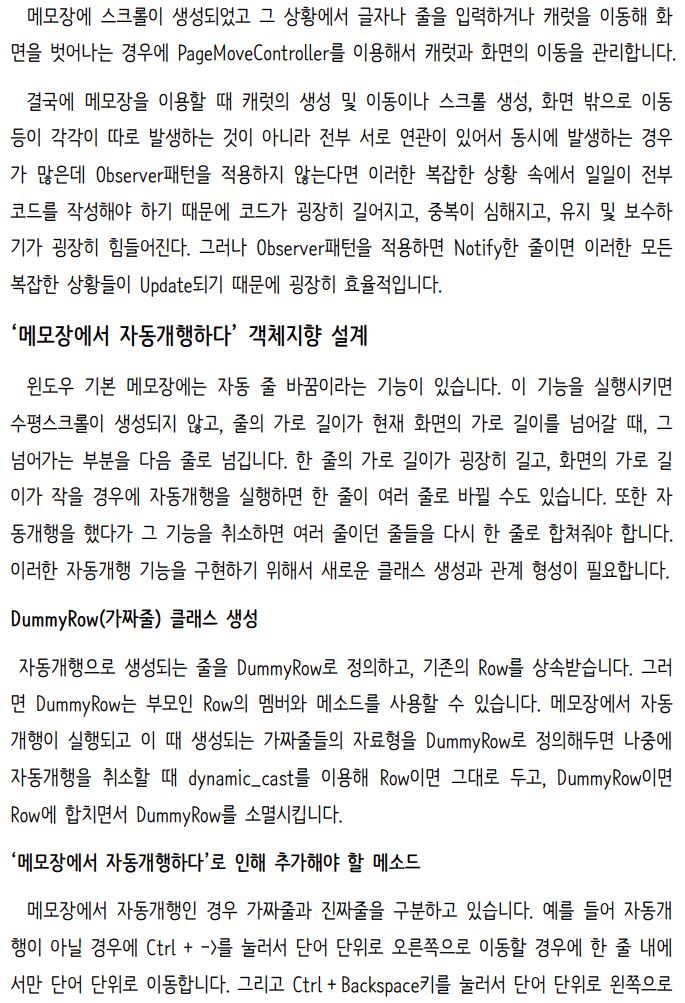 메모장에 스크롤이 생성되었고 그 상황에서 글자나 줄을 입력하거나 캐럿을 이동해 화
면을 벗어나는 경우에 PageMoveController를 이용해서 캐럿과 화면의 이동을 관리합니다.
결국에 메모장을 이용할 때 캐럿의 생성 및 이동이나 스크롤 생성, 화면 밖으로 이동
등이 각각이 따로 발생하는 것이 아니라 전부 서로 연관이 있어서 동시에 발생하는 경우
가 많은데 Observer패턴을 적용하지 않는다면 이러한 복잡한 상황 속에서 일일이 전부
코드를 작성해야 하기 때문에 코드가 굉장히 길어지고, 중복이 심해지고, 유지 및 보수하
기가 굉장히 힘들어진다. 그러나 Observer패턴을 적용하면 Notify한 줄이면 이러한 모든
복잡한 상황들이 Update되기 때문에 굉장히 효율적입니다.
‘메모장에서 자동개행하다’ 객체지향 설계
윈도우 기본 메모장에는 자동 줄 바꿈이라는 기능이 있습니다. 이 기능을 실행시키면
수평스크롤이 생성되지 않고, 줄의 가로 길이가 현재 화면의 가로 길이를 넘어갈 때, 그
넘어가는 부분을 다음 줄로 넘깁니다. 한 줄의 가로 길이가 굉장히 길고, 화면의 가로 길
이가 작을 경우에 자동개행을 실행하면 한 줄이 여러 줄로 바뀔 수도 있습니다. 또한 자
동개행을 했다가 그 기능을 취소하면 여러 줄이던 줄들을 다시 한 줄로 합쳐줘야 합니다.
이러한 자동개행 기능을 구현하기 위해서 새로운 클래스 생성과 관계 형성이 필요합니다.
DummyRow(가짜줄) 클래스 생성
자동개행으로 생성되는 줄을 DummyRow로 정의하고, 기존의 Row를 상속받습니다. 그러
면 DummyRow는 부모인 Row의 멤버와 메소드를 사용할 수 있습니다. 메모장에서 자동
개행이 실행되고 이 때 생성되는 가짜줄들의 자료형을 DummyRow로 정의해두면 나중에
자동개행을 취소할 때 dynamic_cast를 이용해 Row이면 그대로 두고, DummyRow이면
Row에 합치면서 DummyRow를 소멸시킵니다.
‘메모장에서 자동개행하다’로 인해 추가해야 할 메소드
메모장에서 자동개행인 경우 가짜줄과 진짜줄을 구분하고 있습니다. 예를 들어 자동개
행이 아닐 경우에 Ctrl + ->를 눌러서 단어 단위로 오른쪽으로 이동할 경우에 한 줄 내에
서만 단어 단위로 이동합니다. 그리고 Ctrl + Backspace키를 눌러서 단어 단위로 왼쪽으로